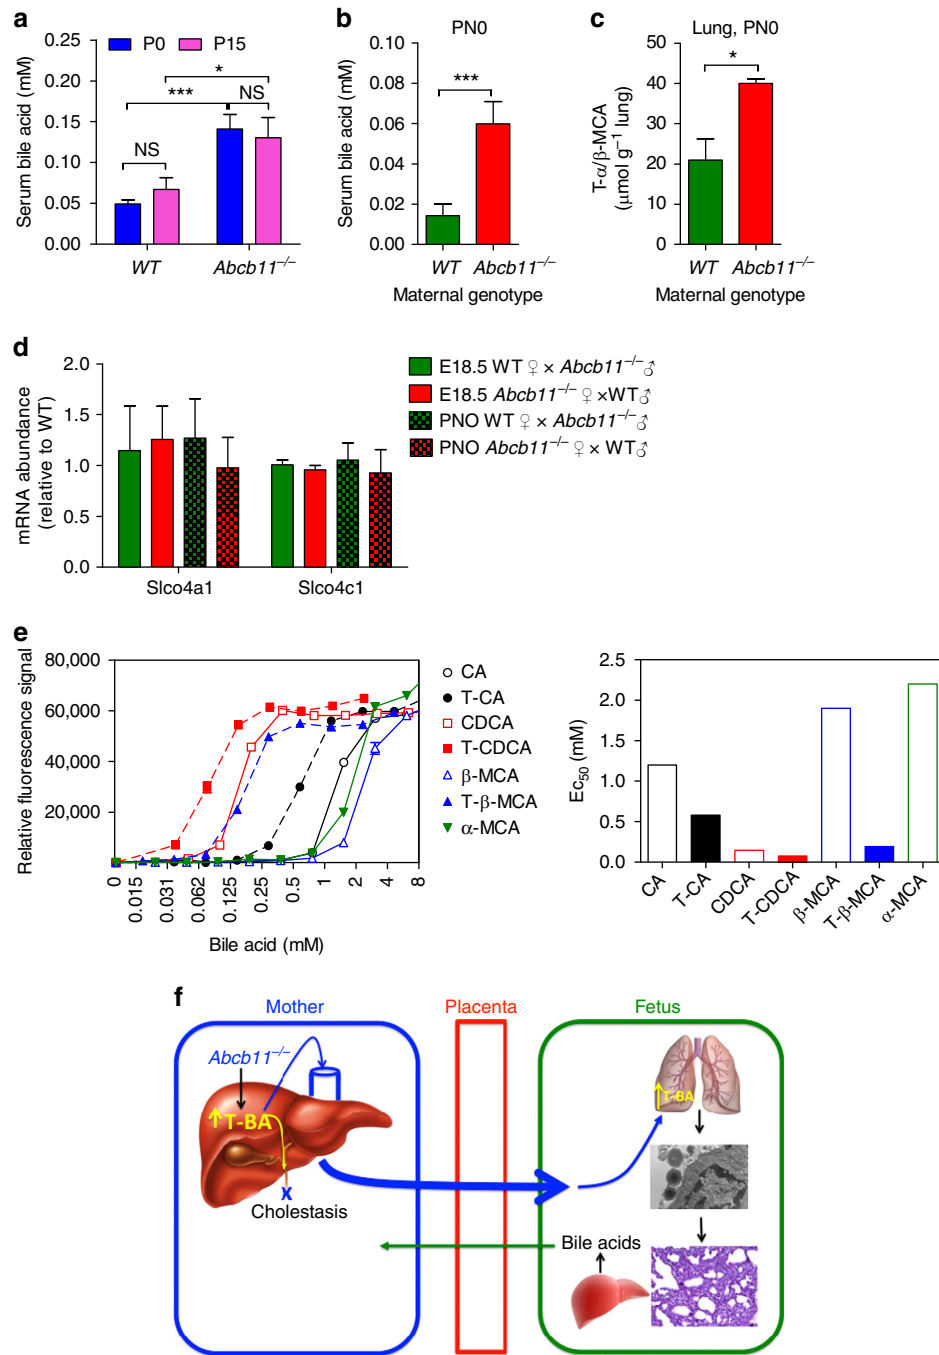 a
0.25
0.20
0.15
0.10
0.05
0.00
Serum bile acid (mM)
P0 P15
*
***
NS
NS
WT Abcb11−/−
b
PN0
0.10
0.08
0.06
0.04
0.02
0.00
Serum bile acid (mM)
***
WT Abcb11−/−
Maternal genotype
c
Lung, PN0
50
40
30
20
10
0
T-α/β-MCA
(μmol g−1 lung)
*
WT Abcb11−/−
Maternal genotype
d
2.0
1.5
1.0
0.5
0.0
mRNA abundance
(relative to WT)
Slco4a1 Slco4c1
E18.5 WT ♀ × Abcb11−/−♂
E18.5 Abcb11−/− ♀ ×WT♂
PNO WT ♀ × Abcb11−/−♂
PNO Abcb11−/− ♀ × WT♂
e
80,000
60,000
40,000
20,000
Relative fluorescence signal
0 0.015 0.031 0.062 0.125 0.25 0.5 1 2 4 8
Bile acid (mM)
CA
T-CA
CDCA
T-CDCA
β-MCA
T-β-MCA
α-MCA
2.5
2.0
1.5
1.0
0.5
0.0
Ec50 (mM)
CA T-CA CDCA T-CDCA β-MCA T-β-MCA α-MCA
f
Mother Placenta Fetus
Abcb11−/−
T-BA
T-BA
X
Cholestasis
Bile acids